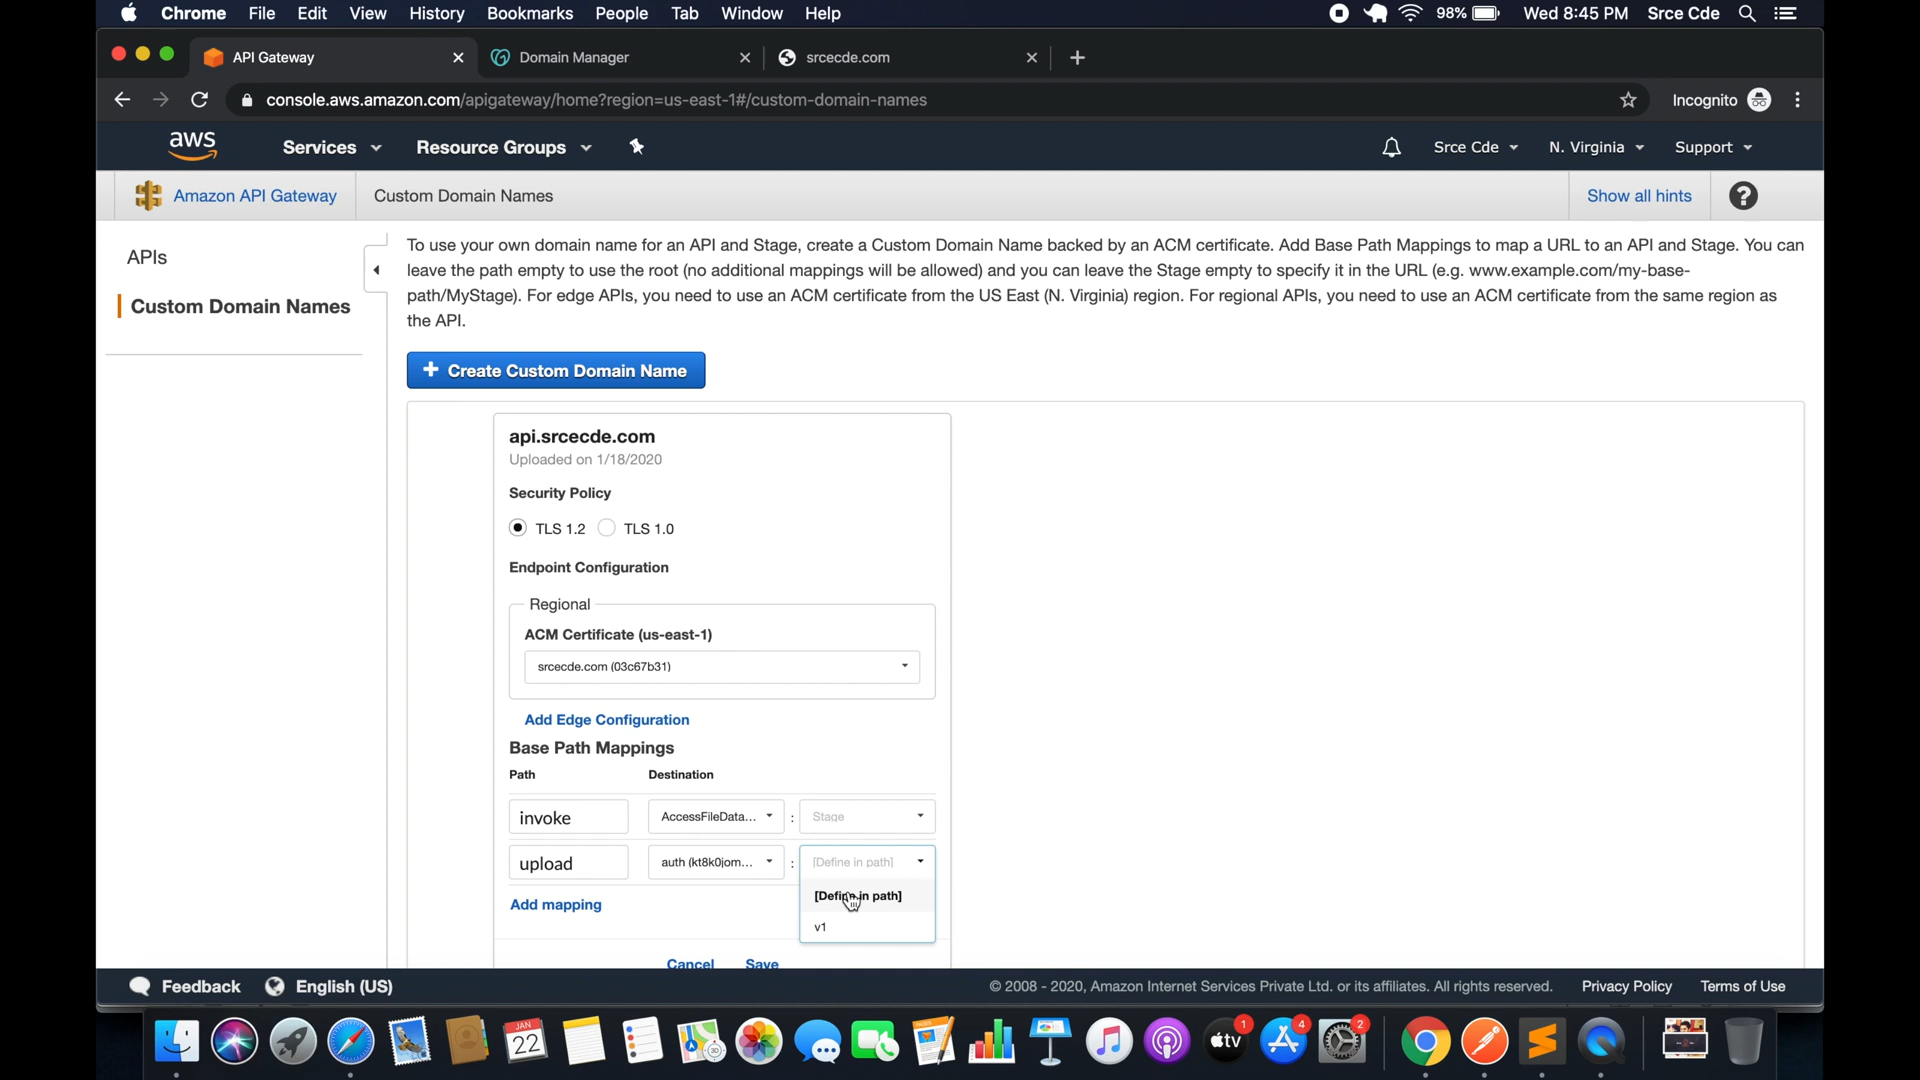 Chrome File Edit View History Bookmarks People Tab Window Help 98% Wed 8:45 PM Srce Cde
API Gateway Domain Manager srcecde.com
console.aws.amazon.com/apigateway/home?region=us-east-1#/custom-domain-names Incognito
aws Services Resource Groups Srce Cde N. Virginia Support
Amazon API Gateway Custom Domain Names Show all hints ?
APIs
Custom Domain Names
To use your own domain name for an API and Stage, create a Custom Domain Name backed by an ACM certificate. Add Base Path Mappings to map a URL to an API and Stage. You can
leave the path empty to use the root (no additional mappings will be allowed) and you can leave the Stage empty to specify it in the URL (e.g. www.example.com/my-base-
path/MyStage). For edge APIs, you need to use an ACM certificate from the US East (N. Virginia) region. For regional APIs, you need to use an ACM certificate from the same region as
the API.
+ Create Custom Domain Name
api.srcecde.com
Uploaded on 1/18/2020
Security Policy
TLS 1.2 TLS 1.0
Endpoint Configuration
Regional
ACM Certificate (us-east-1)
srcecde.com (03c67b31)
Add Edge Configuration
Base Path Mappings
Path Destination
invoke AccessFileData... : Stage
upload auth (kt8k0jom... : [Define in path]
[Define in path]
Add mapping
v1
Cancel Save
Feedback English (US) © 2008 - 2020, Amazon Internet Services Private Ltd. or its affiliates. All rights reserved. Privacy Policy Terms of Use
JAN
22
tv
1
4
2